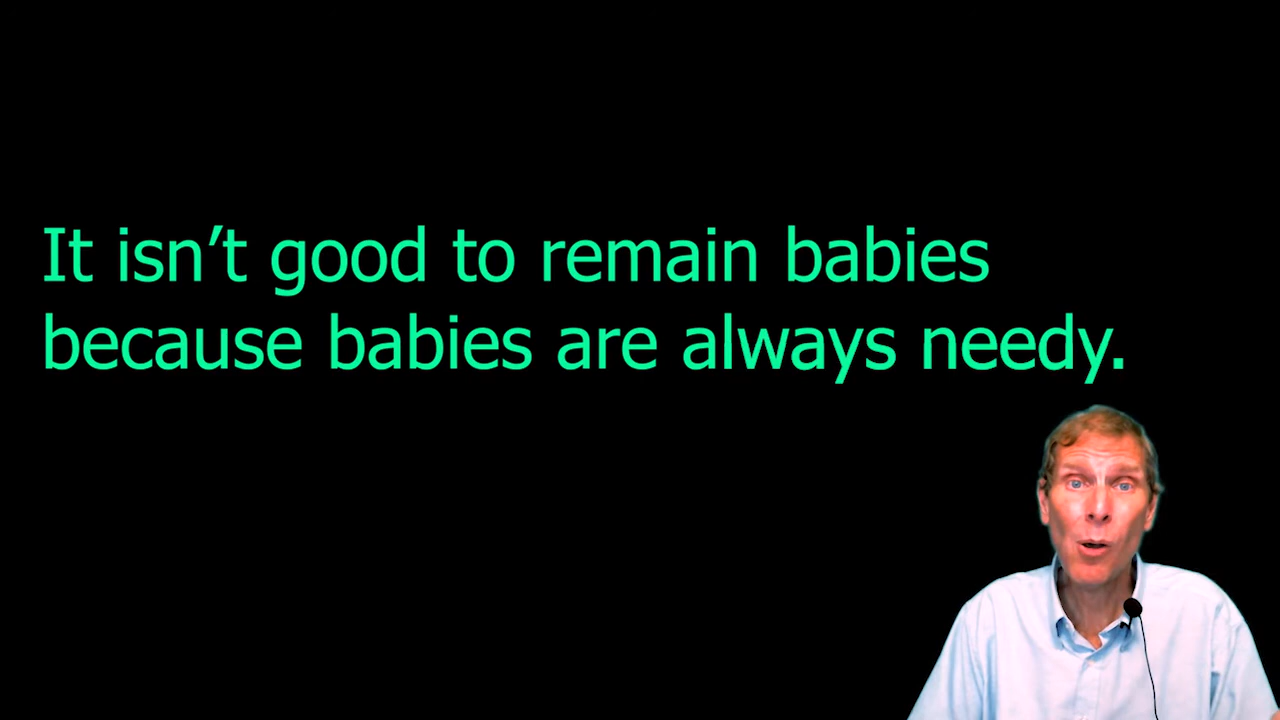 It isn’t good to remain babies
because babies are always needy.